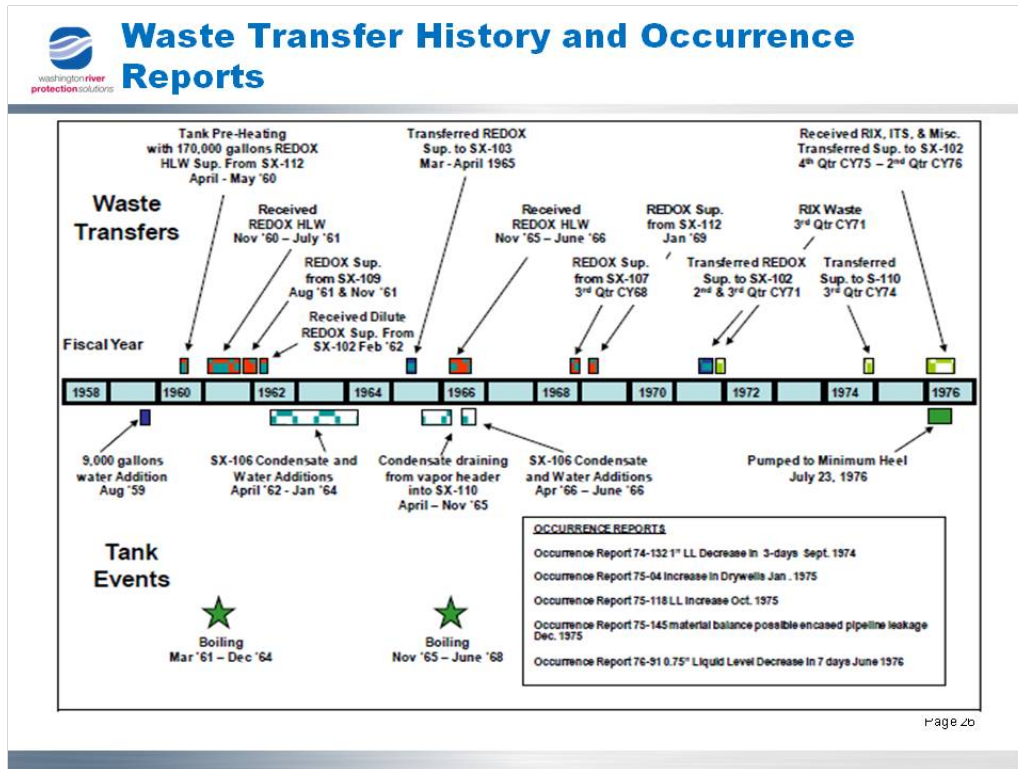 Waste Transfer History and Occurrence
Reports
washingtonriver
protectionsolutions
Tank Pre-Heating
with 170,000 gallons REDOX
HLW Sup. From SX-112
April - May '60
Transferred REDOX
Sup. to SX-103
Mar - April 1965
Received RIX, ITS, & Misc.
Transferred Sup. to SX-102
4th Qtr CY75 – 2nd Qtr CY76
Waste
Transfers
Received
REDOX HLW
Nov '60 – July '61
Received
REDOX HLW
Nov '65 – June '66
REDOX Sup.
from SX-112
Jan '69
RIX Waste
3rd Qtr CY71
REDOX Sup.
from SX-109
Aug '61 & Nov '61
REDOX Sup.
from SX-107
3rd Qtr CY68
Transferred REDOX
Sup. to SX-102
2nd & 3rd Qtr CY71
Transferred
Sup. to S-110
3rd Qtr CY74
Received Dilute
REDOX Sup. From
SX-102 Feb '62
Fiscal Year
1958 1960 1962 1964 1966 1968 1970 1972 1974 1976
9,000 gallons
water Addition
Aug '59
SX-106 Condensate and
Water Additions
April '62 - Jan '64
Condensate draining
from vapor header
into SX-110
April – Nov '65
SX-106 Condensate
and Water Additions
Apr '66 – June '66
Pumped to Minimum Heel
July 23, 1976
Tank
Events
Boiling
Mar '61 – Dec '64
Boiling
Nov '65 – June '68
OCCURRENCE REPORTS
Occurrence Report 74-132 1" LL Decrease in 3-days Sept. 1974
Occurrence Report 75-04 Increase in Drywells Jan. 1975
Occurrence Report 75-118 LL Increase Oct. 1975
Occurrence Report 75-145 material balance possible encased pipeline leakage
Dec. 1975
Occurrence Report 76-91 0.75" Liquid Level Decrease in 7 days June 1976
Page 26